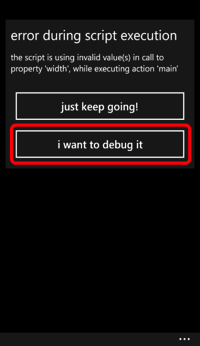 error during script execution
the script is using invalid value(s) in call to
property 'width', while executing action 'main'
just keep going!
i want to debug it